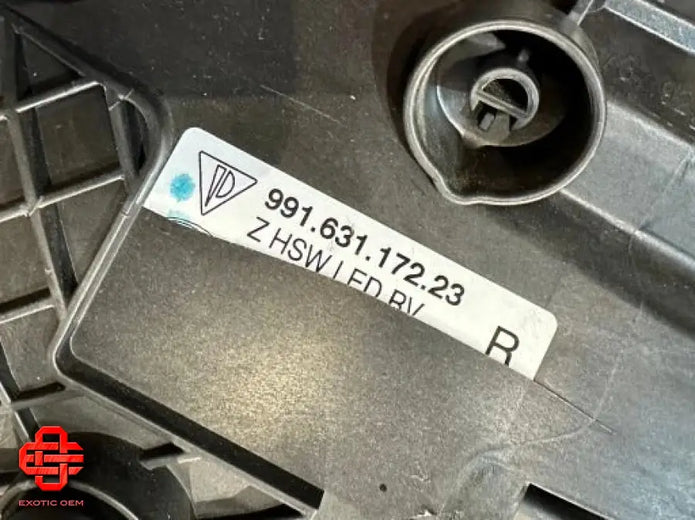 991.631.172.23
Z HSW LED RV
R
EXOTIC OEM